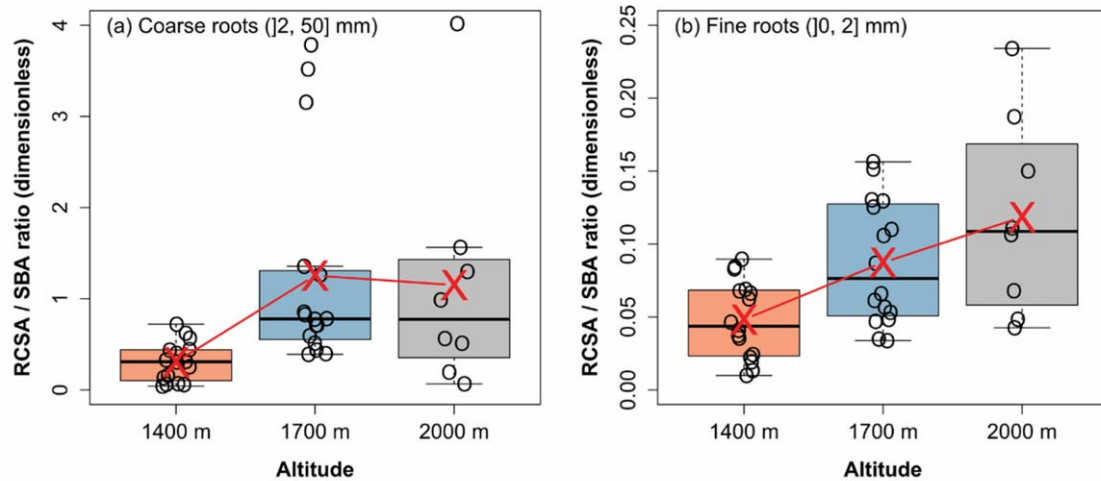 (a) Coarse roots (]2, 50] mm)
RCSA / SBA ratio (dimensionless)
4
3
2
1
0
1400 m 1700 m 2000 m
Altitude
(b) Fine roots (]0, 2] mm)
RCSA / SBA ratio (dimensionless)
0.25
0.20
0.15
0.10
0.05
0.00
1400 m 1700 m 2000 m
Altitude